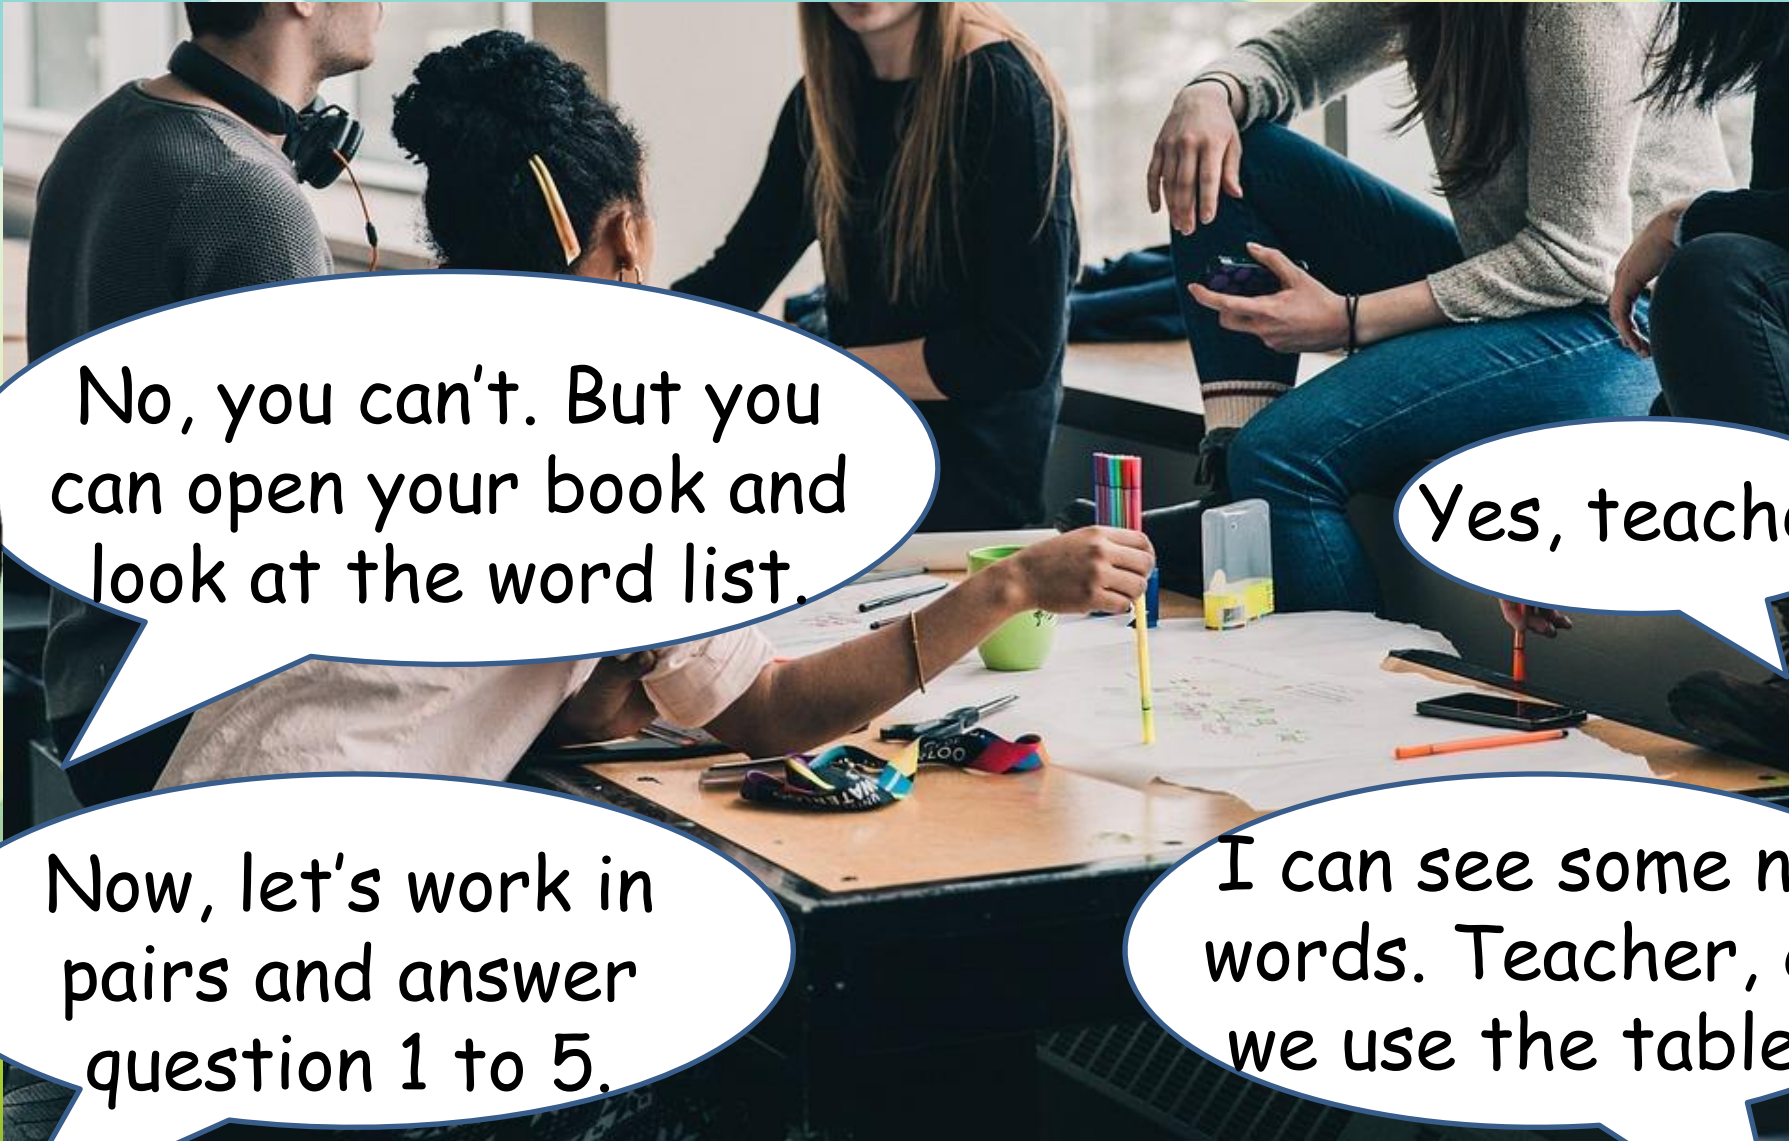 No, you can't. But you
can open your book and
look at the word list.
Yes,
Now, let's work in
pairs and answer
question 1 to 5.
I can see some
words. Teacher,
we use the